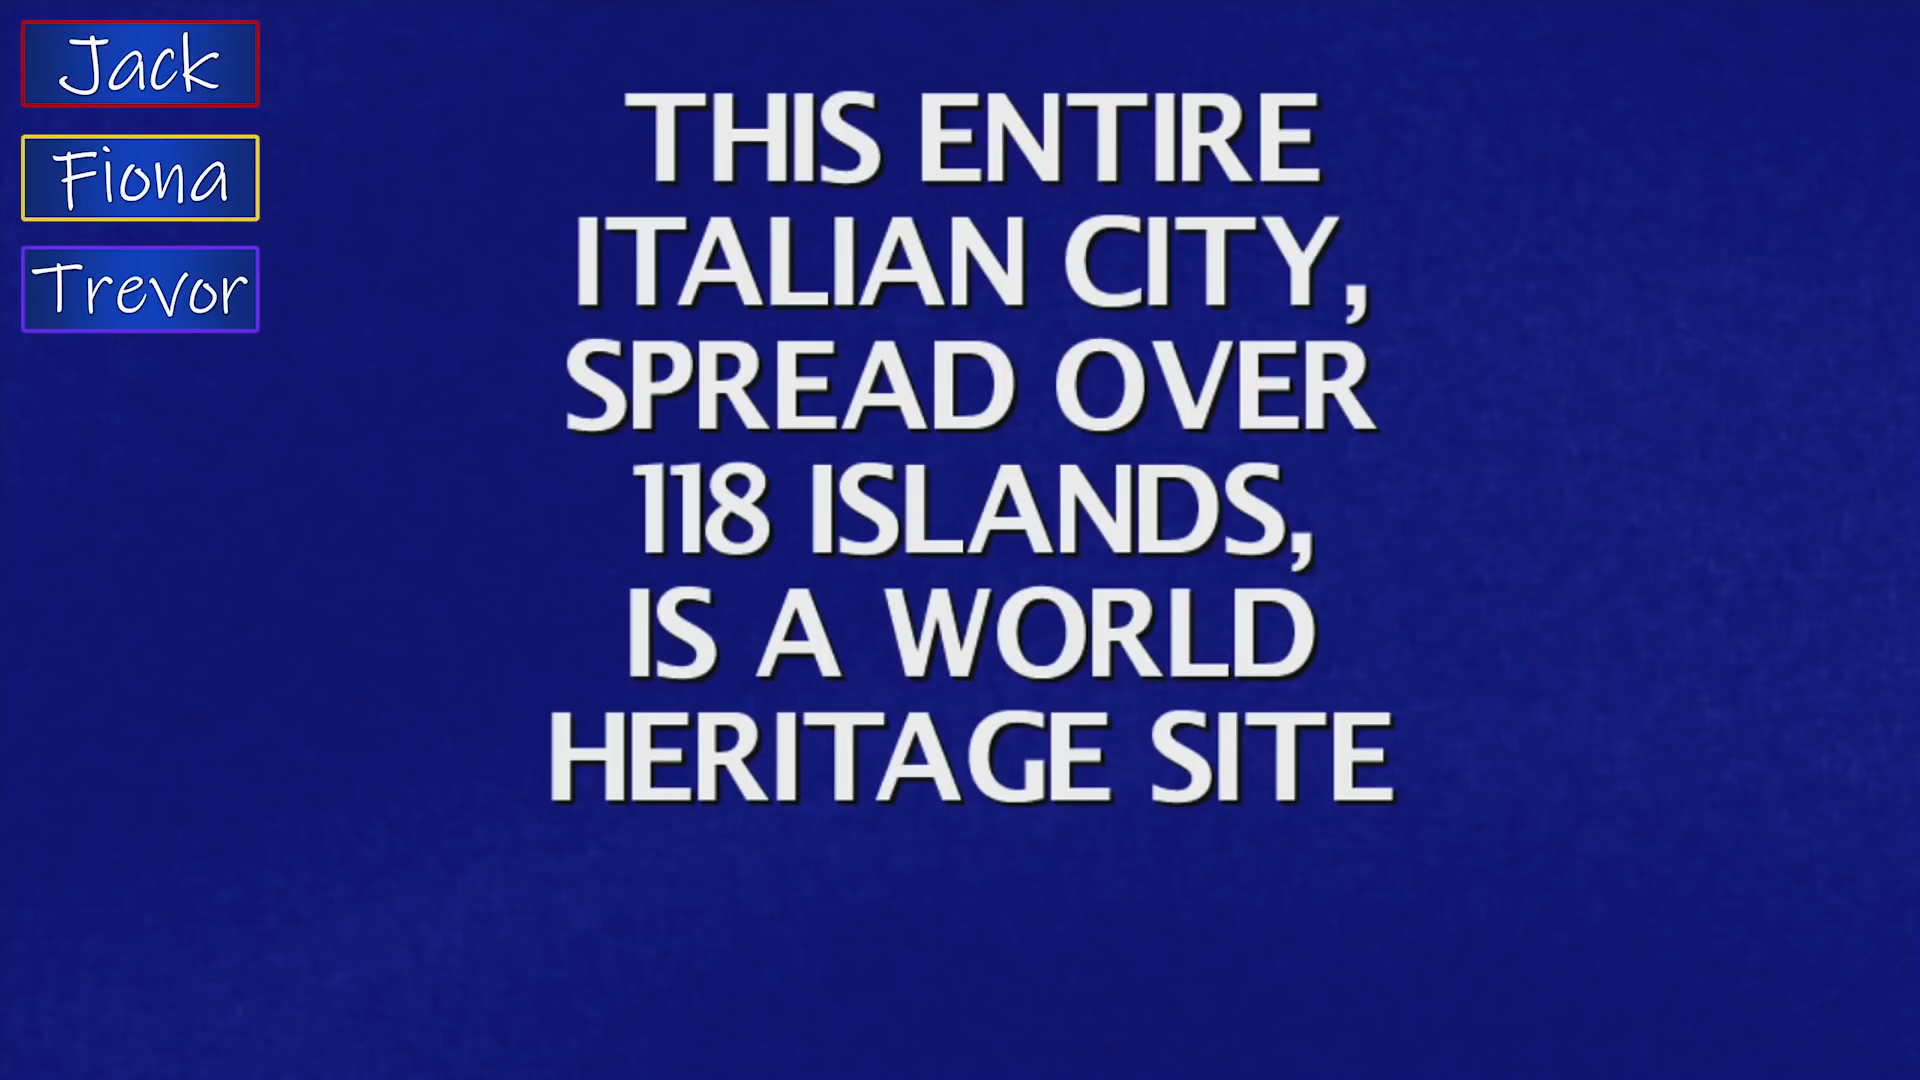 Jack
Fiona
Trevor
THIS ENTIRE
ITALIAN CITY,
SPREAD OVER
118 ISLANDS,
IS A WORLD
HERITAGE SITE